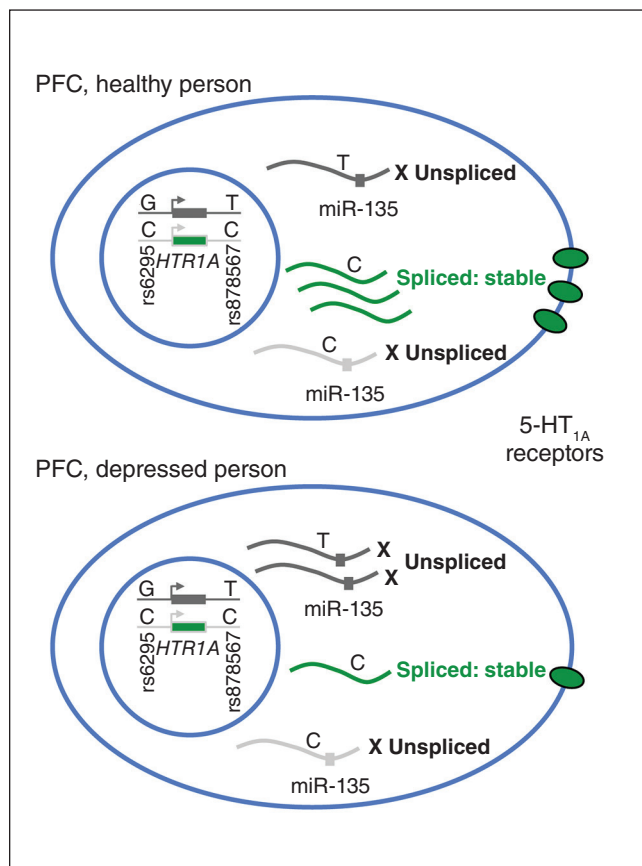 PFC, healthy person
T
X Unspliced
miR-135
G T
C C
HTR1A
rs6295
rs878567
C
Spliced: stable
C
X Unspliced
miR-135
5-HT1A
receptors
PFC, depressed person
T
X
Unspliced
X
miR-135
G T
C C
HTR1A
rs6295
rs878567
C
Spliced: stable
C
X Unspliced
miR-135